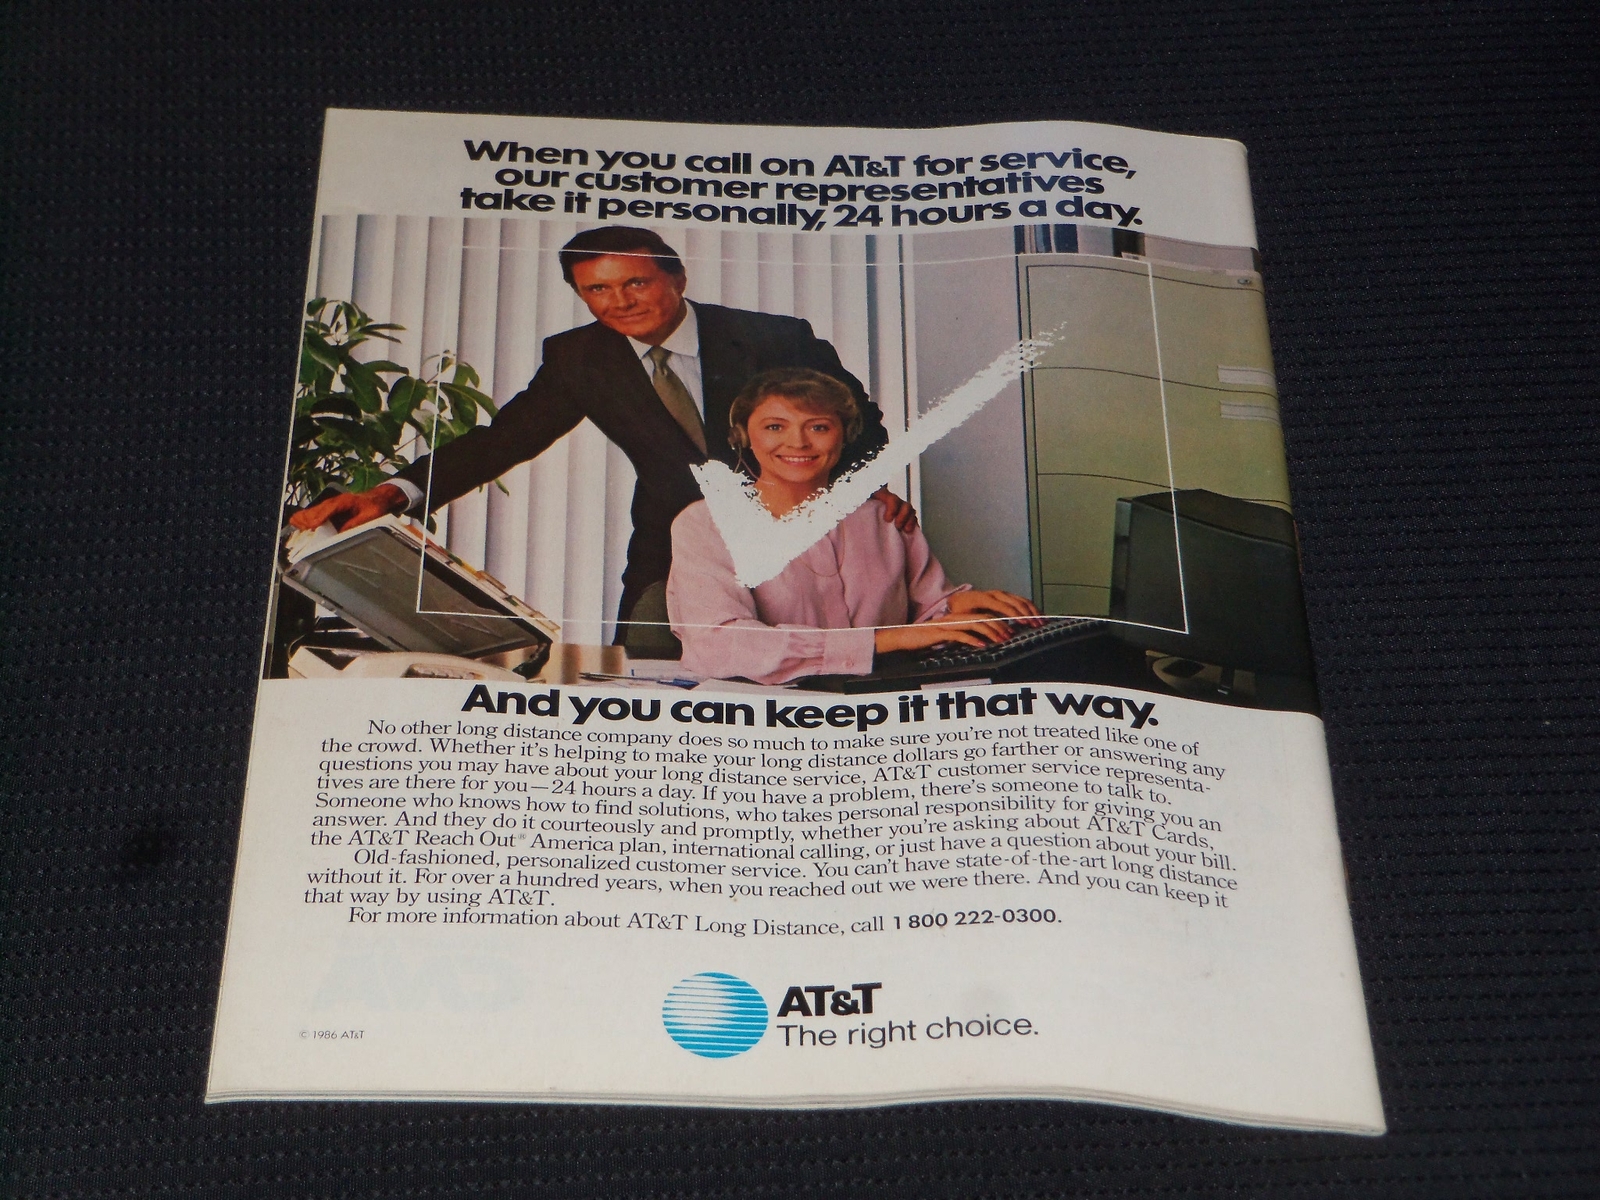 When you call on AT&T for service,
our customer representatives
take it personally, 24 hours a day.
And you can keep it that way.
No other long distance company does so much to make sure you're not treated like one of
the crowd. Whether it's helping to make your long distance dollars go farther or answering any
questions you may have about your long distance service, AT&T customer service representa-
tives are there for you—24 hours a day. If you have a problem, there's someone to talk to.
Someone who knows how to find solutions, who takes personal responsibility for giving you an
answer. And they do it courteously and promptly, whether you're asking about AT&T Cards,
the AT&T Reach Out® America plan, international calling, or just have a question about your bill.
Old-fashioned, personalized customer service. You can't have state-of-the-art long distance
without it. For over a hundred years, when you reached out we were there. And you can keep it
that way by using AT&T.
For more information about AT&T Long Distance, call 1 800 222-0300.
AT&T
The right choice.
© 1986 AT&T